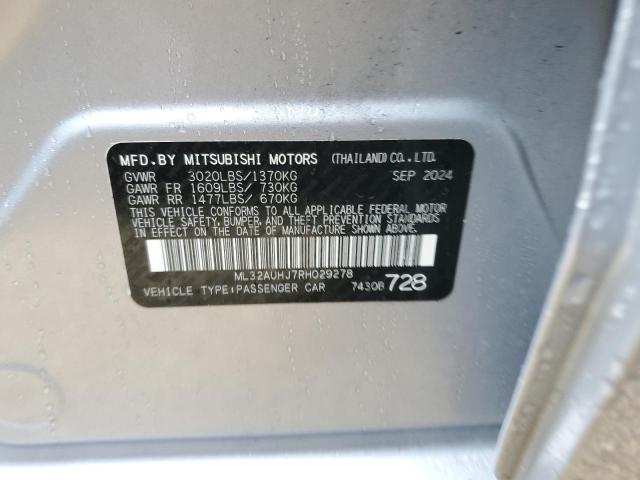 MFD.BY MITSUBISHI MOTORS (THAILAND)CO.,LTD.
GVWR 3020LBS/1370KG SEP 2024
GAWR FR 1609LBS/ 730KG
GAWR RR 1477LBS/ 670KG
THIS VEHICLE CONFORMS TO ALL APPLICABLE FEDERAL MOTOR
VEHICLE SAFETY,BUMPER,AND THEFT PREVENTION STANDARDS
IN EFFECT ON THE DATE OF MANUFACTURE SHOWN ABOVE.
ML32AUHJ7RH029278
VEHICLE TYPE:PASSENGER CAR 7430B 728